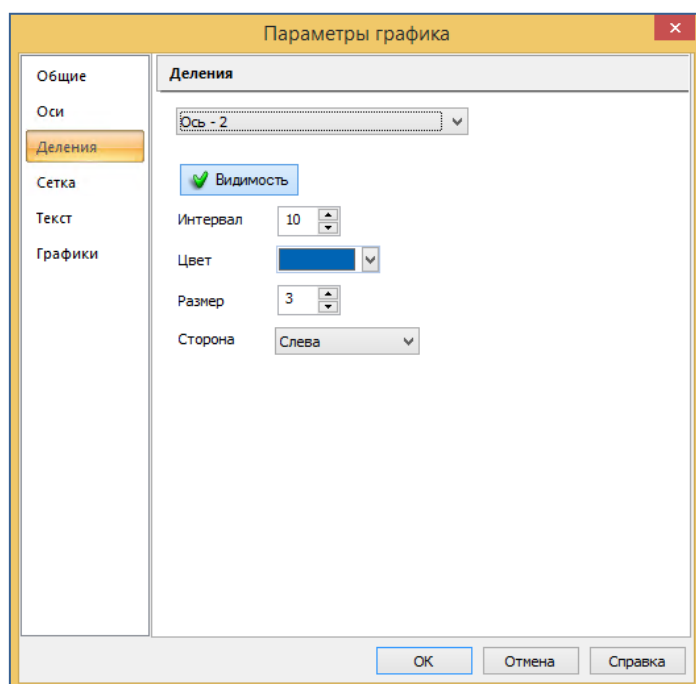 Параметры графика
Общие
Оси
Деления
Сетка
Текст
Графики
Деления
Ось - 2
Видимость
Интервал 10
Цвет
Размер 3
Сторона Слева
ОК Отмена Справка